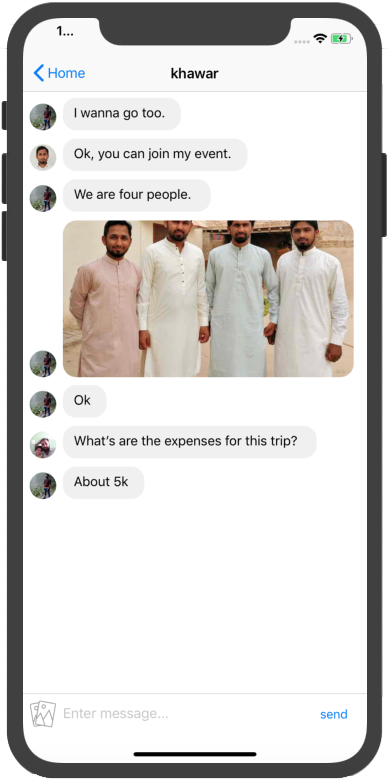 1...
Home
khawar
I wanna go too.
Ok, you can join my event.
We are four people.
Ok
What's are the expenses for this trip?
About 5k
Enter message...
send